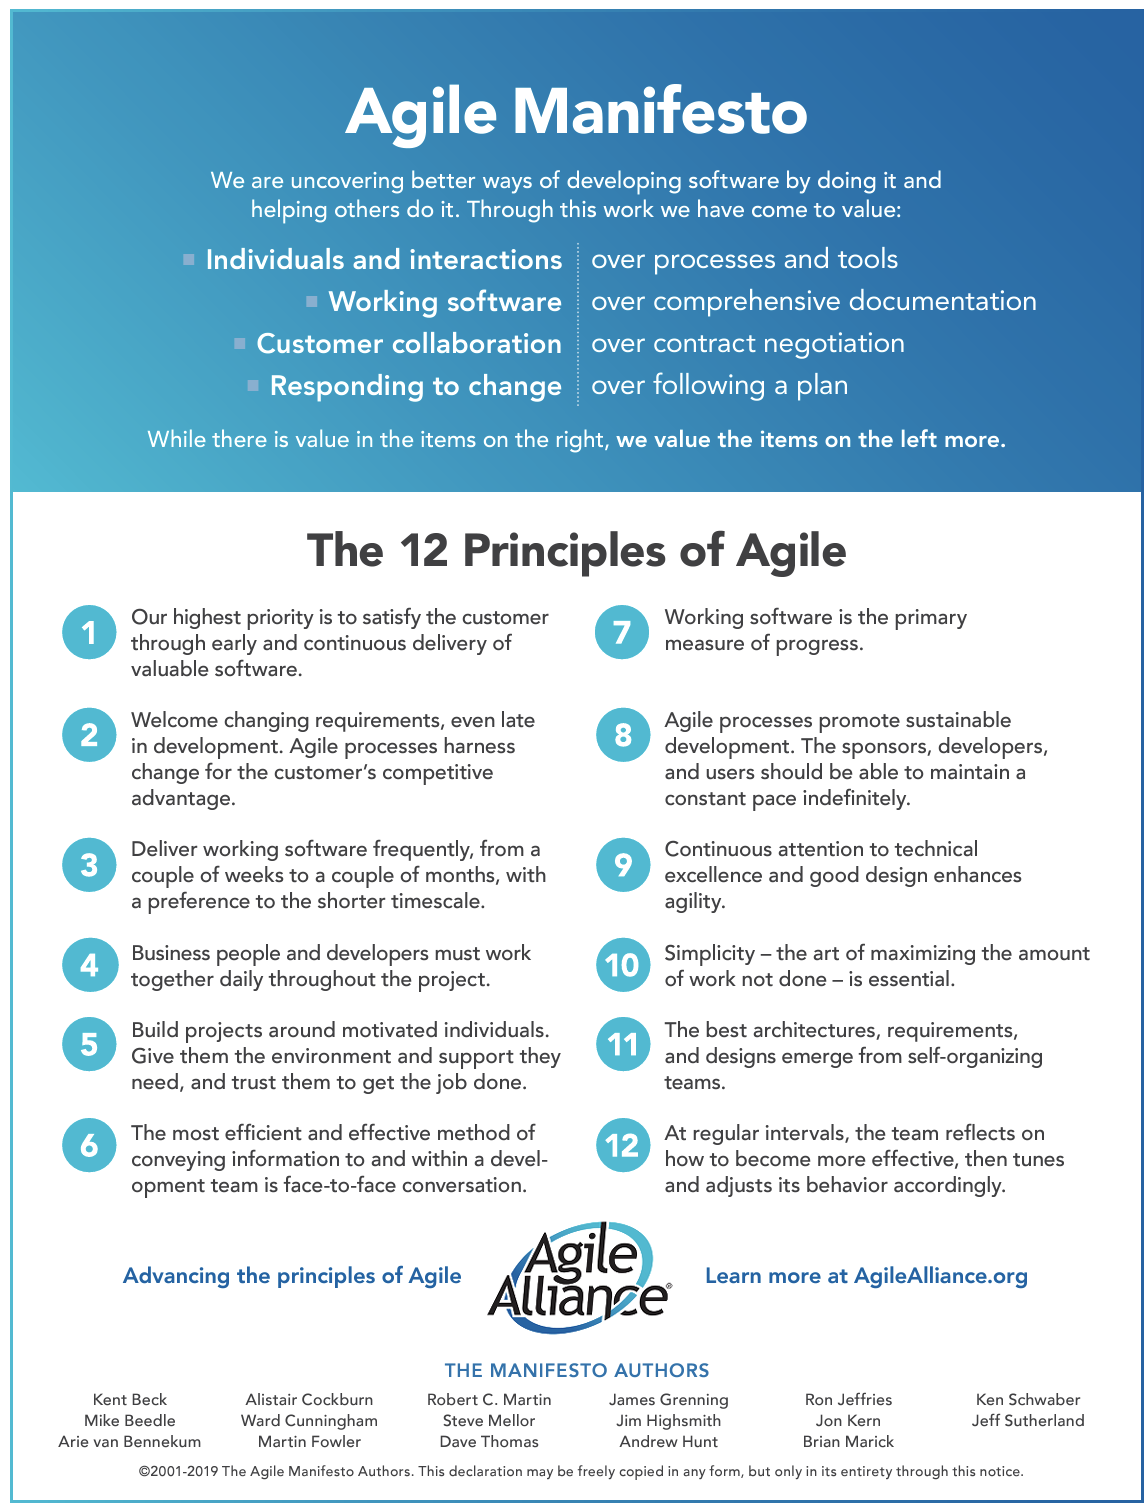 Agile Manifesto
We are uncovering better ways of developing software by doing it and
helping others do it. Through this work we have come to value:
Individuals and interactions over processes and tools
Working software over comprehensive documentation
Customer collaboration over contract negotiation
Responding to change over following a plan
While there is value in the items on the right, we value the items on the left more.
The 12 Principles of Agile
1
Our highest priority is to satisfy the customer
through early and continuous delivery of
valuable software.
2
Welcome changing requirements, even late
in development. Agile processes harness
change for the customer’s competitive
advantage.
3
Deliver working software frequently, from a
couple of weeks to a couple of months, with
a preference to the shorter timescale.
4
Business people and developers must work
together daily throughout the project.
5
Build projects around motivated individuals.
Give them the environment and support they
need, and trust them to get the job done.
6
The most efficient and effective method of
conveying information to and within a devel-
opment team is face-to-face conversation.
7
Working software is the primary
measure of progress.
8
Agile processes promote sustainable
development. The sponsors, developers,
and users should be able to maintain a
constant pace indefinitely.
9
Continuous attention to technical
excellence and good design enhances
agility.
10
Simplicity – the art of maximizing the amount
of work not done – is essential.
11
The best architectures, requirements,
and designs emerge from self-organizing
teams.
12
At regular intervals, the team reflects on
how to become more effective, then tunes
and adjusts its behavior accordingly.
Advancing the principles of Agile
Agile
Alliance®
Learn more at AgileAlliance.org
THE MANIFESTO AUTHORS
Kent Beck
Mike Beedle
Arie van Bennekum
Alistair Cockburn
Ward Cunningham
Martin Fowler
Robert C. Martin
Steve Mellor
Dave Thomas
James Grenning
Jim Highsmith
Andrew Hunt
Ron Jeffries
Jon Kern
Brian Marick
Ken Schwaber
Jeff Sutherland
©2001-2019 The Agile Manifesto Authors. This declaration may be freely copied in any form, but only in its entirety through this notice.